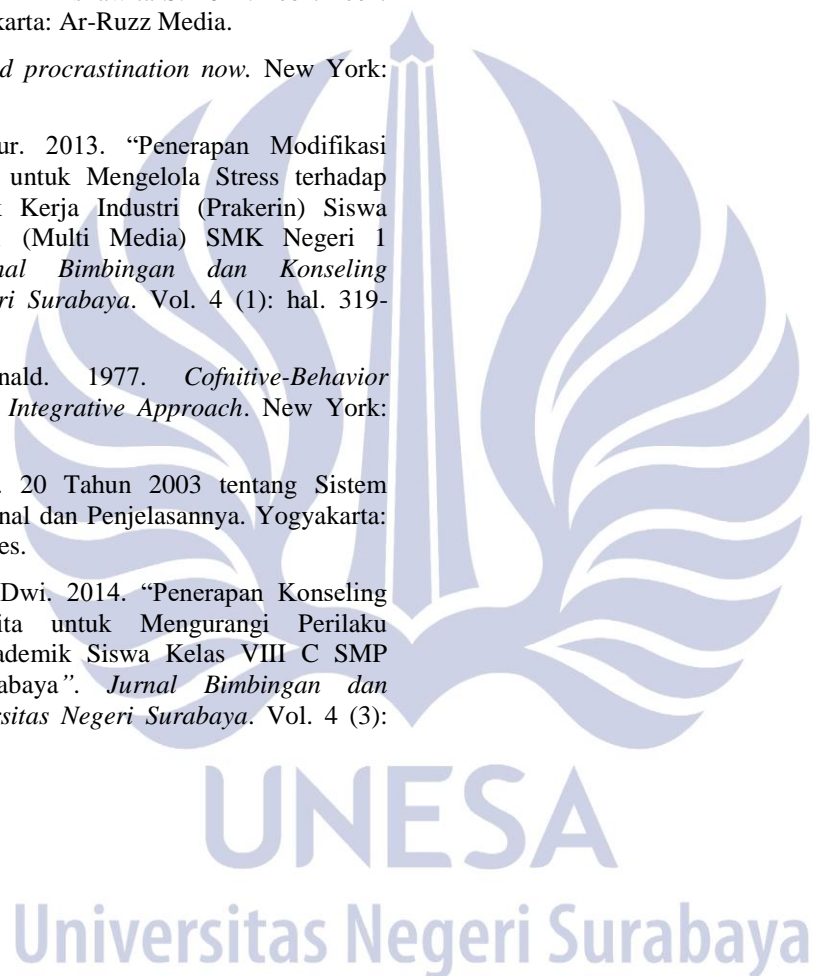 karta: Ar-Ruzz Media.
d procrastination now. New York:
ur. 2013. “Penerapan Modifikasi
untuk Mengelola Stress terhadap
k Kerja Industri (Prakerin) Siswa
(Multi Media) SMK Negeri 1
nal Bimbingan dan Konseling
ri Surabaya. Vol. 4 (1): hal. 319-
nald. 1977. Cofnitive-Behavior
Integrative Approach. New York:
. 20 Tahun 2003 tentang Sistem
nal dan Penjelasannya. Yogyakarta:
es.
Dwi. 2014. “Penerapan Konseling
ita untuk Mengurangi Perilaku
ademik Siswa Kelas VIII C SMP
abaya”. Jurnal Bimbingan dan
rsitas Negeri Surabaya. Vol. 4 (3):
UNESA
Universitas Negeri Surabaya